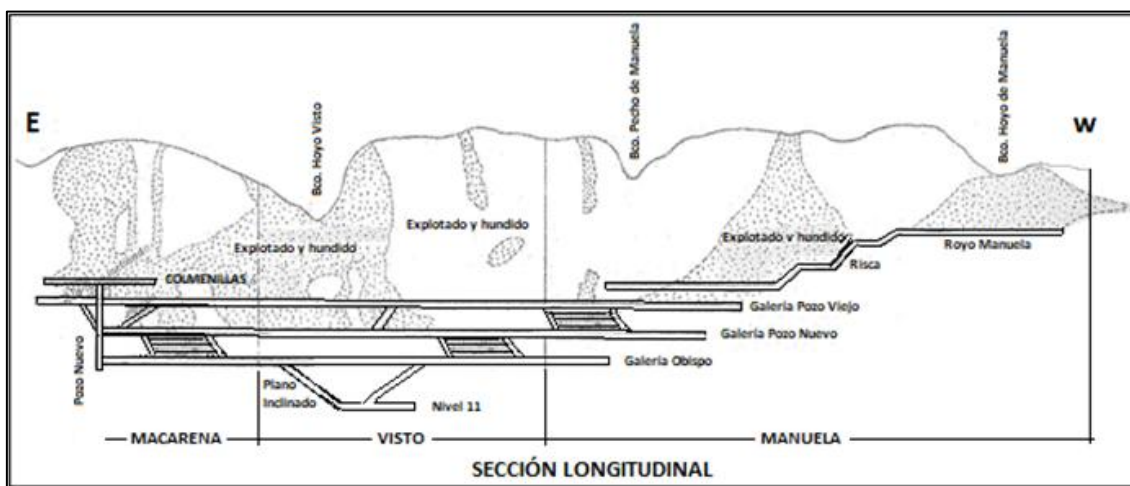 E
Bco. Hoyo Visto
Bco. Pecho de Manuela
Bco. Hoyo de Manuela
W
Explotado y hundido
Explotado y hundido
Explotado y hundido
Royo Manuela
Risca
COLMENILLAS
Galería Pozo Viejo
Galería Pozo Nuevo
Galería Obispo
Pozo Nuevo
Plano
Inclinado
Nivel 11
MACARENA
VISTO
MANUELA
SECCIÓN LONGITUDINAL